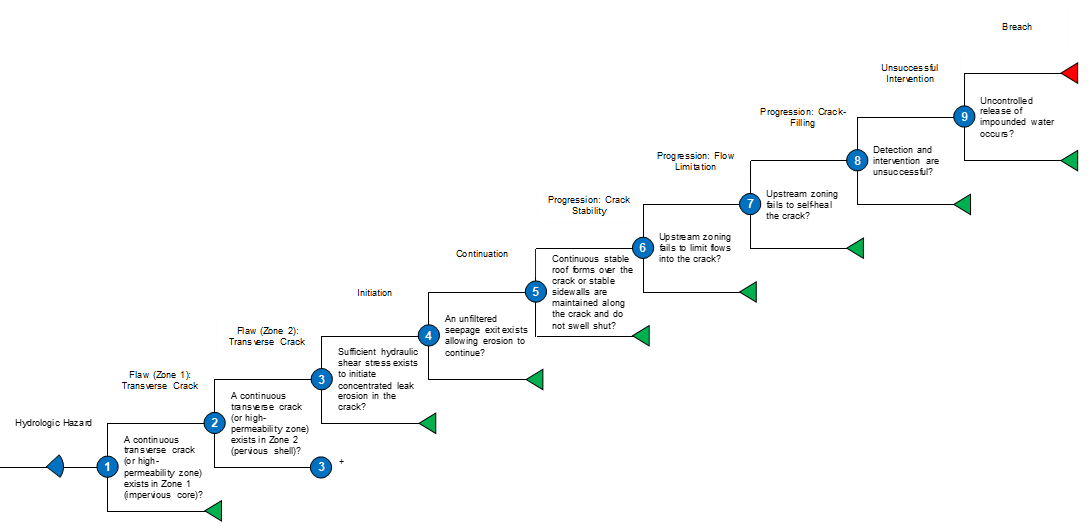 Breach
Unsuccessful
Intervention
9
Uncontrolled
release of
impounded water
occurs?
Progression: Crack-
Filling
8
Detection and
intervention are
unsuccessful?
Progression: Flow
Limitation
7
Upstream zoning
fails to self-heal
the crack?
Progression: Crack
Stability
6
Upstream zoning
fails to limit flows
into the crack?
Continuation
5
Continuous stable
roof forms over the
crack or stable
sidewalls are
maintained along
the crack and do
not swell shut?
Initiation
4
An unfiltered
seepage exit exists
allowing erosion to
continue?
Flaw (Zone 2):
Transverse Crack
3
Sufficient hydraulic
shear stress exists
to initiate
concentrated leak
erosion in the
crack?
Flaw (Zone 1):
Transverse Crack
2
A continuous
transverse crack
(or high-
permeability zone)
exists in Zone 2
(pervious shell)?
3 +
Hydrologic Hazard
1
A continuous
transverse crack
(or high-
permeability zone)
exists in Zone 1
(impervious core)?